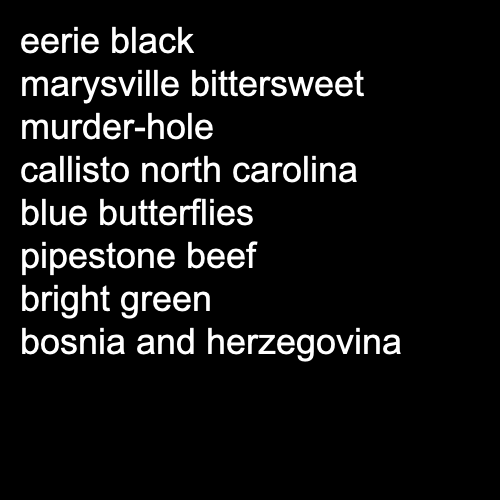 eerie black
marysville bittersweet
murder-hole
callisto north carolina
blue butterflies
pipestone beef
bright green
bosnia and herzegovina